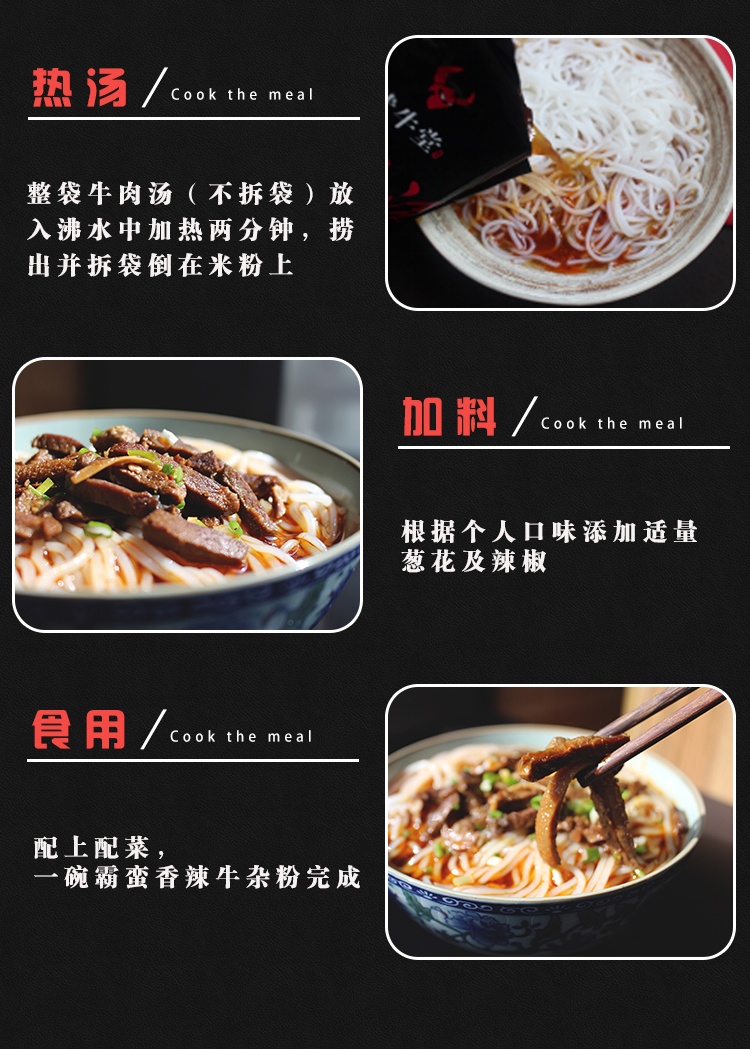 热汤
Cook the meal
整袋牛肉汤(不拆袋)放
入沸水中加热两分钟,捞
出并拆袋倒在米粉上
牛堂
加料
Cook the meal
根据个人口味添加适量
葱花及辣椒
食用
Cook the meal
配上配菜,
一碗霸蛮香辣牛杂粉完成